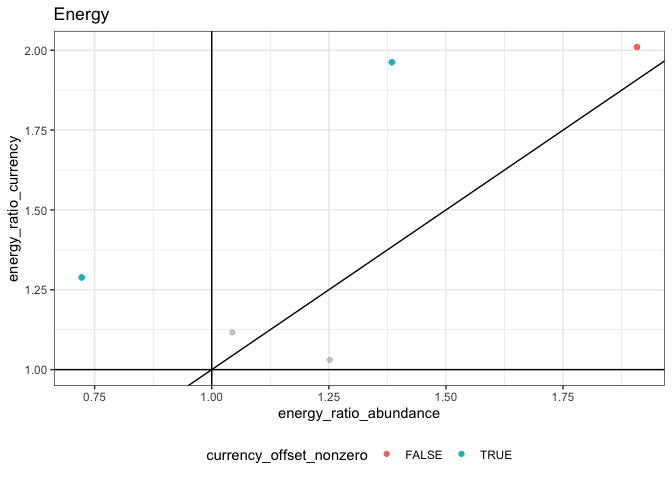 Energy
2.00
1.75
1.50
1.25
1.00
energy_ratio_currency
0.75 1.00 1.25 1.50 1.75
energy_ratio_abundance
currency_offset_nonzero FALSE TRUE